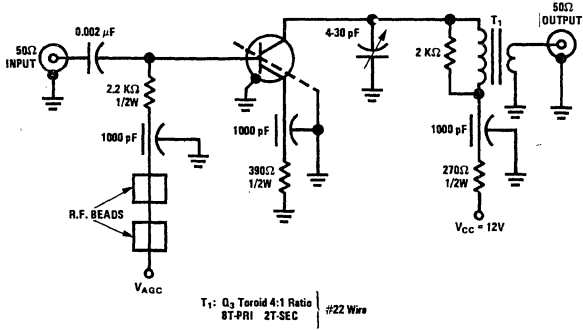 50Ω
INPUT
0.002 µF
2.2 KΩ
1/2W
1000 pF
R.F. BEADS
VAGC
1000 pF
390Ω
1/2W
4-30 pF
2 KΩ
T1
50Ω
OUTPUT
1000 pF
270Ω
1/2W
VCC = 12V
T1: Q3 Toroid 4:1 Ratio
8T-PRI 2T-SEC
#22 Wire